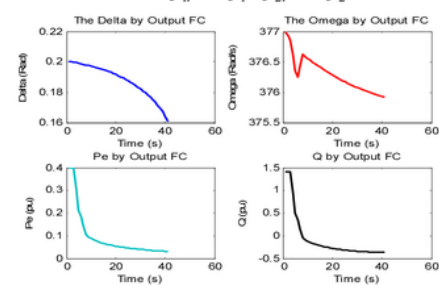 The Delta by Output FC
The Omega by Output FC
0.22
0.2
0.18
0.16
Delta (Rad)
0
20
40
60
Time (s)
377
376.5
376
375.5
Omega (Rad/s)
0
20
40
60
Time (s)
Pe by Output FC
Q by Output FC
0.4
0.3
0.2
0.1
0
Pe (pu)
0
20
40
60
Time (s)
1.5
1
0.5
0
-0.5
Q (pu)
0
20
40
60
Time (s)